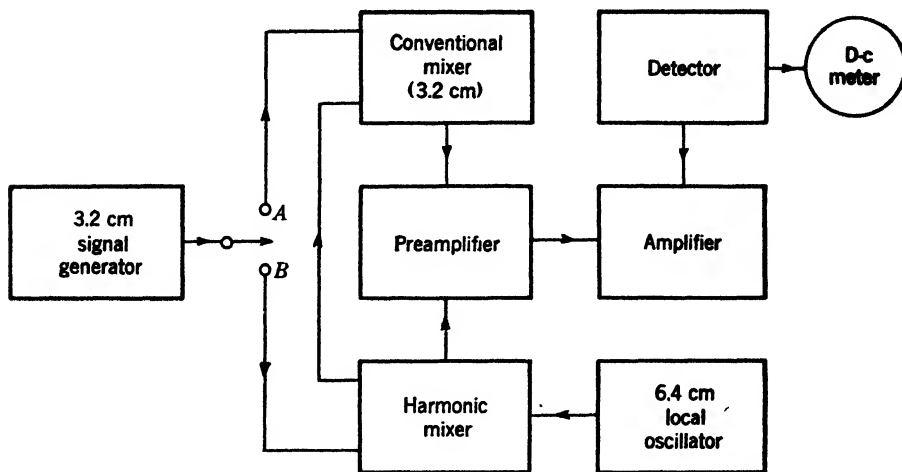 Conventional
mixer
(3.2 cm)
Detector
D-c
meter
3.2 cm
signal
generator
A
B
Preamplifier
Amplifier
Harmonic
mixer
6.4 cm
local
oscillator